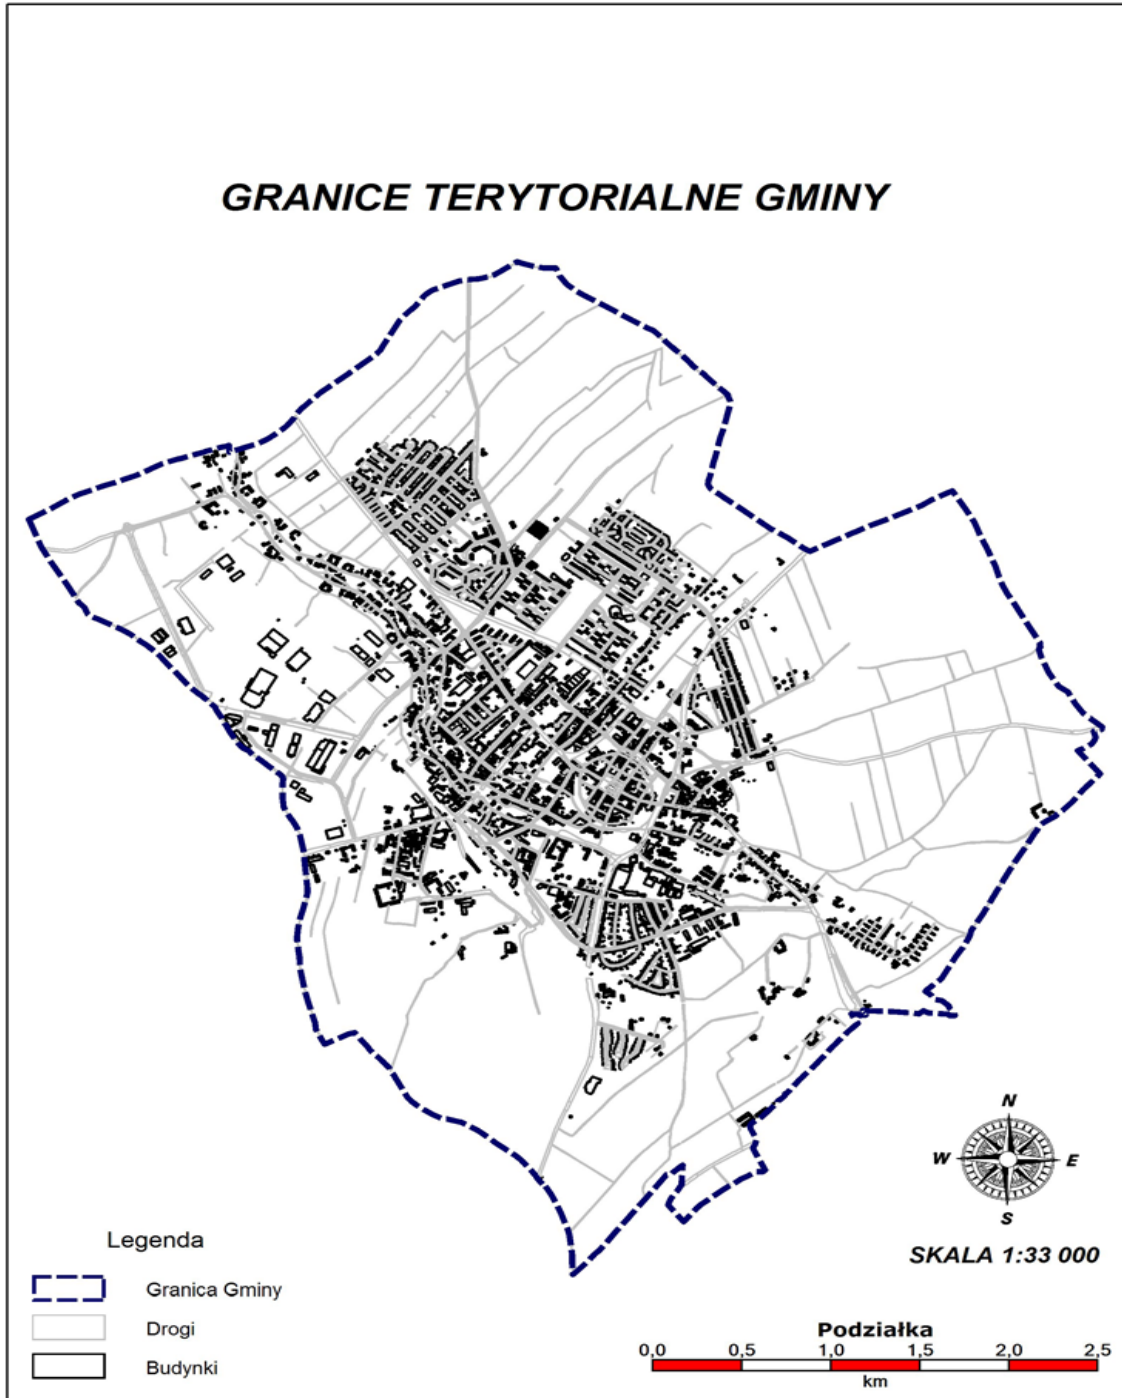 GRANICE TERYTORIALNE GMINY
N
W E
S
SKALA 1:33 000
Legenda
Granica Gminy
Drogi
Budynki
Podziałka
0,0 0,5 1,0 1,5 2,0 2,5
km